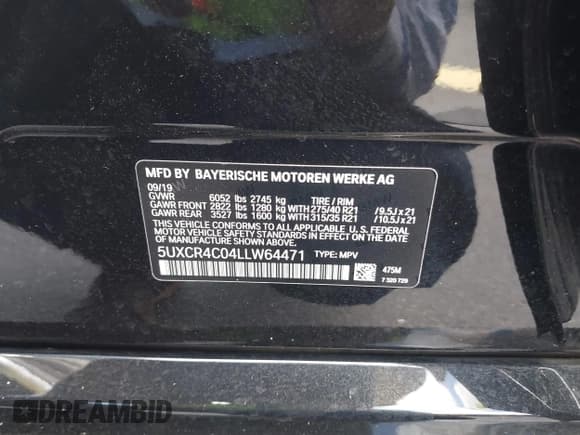 MFD BY BAYERISCHE MOTOREN WERKE AG
09/19
GVWR 6052 lbs 2745 kg TIRE / RIM
GAWR FRONT 2822 lbs 1280 kg WITH 275/40 R21 /9.5J x 21
GAWR REAR 3527 lbs 1600 kg WITH 315/35 R21 /10.5J x 21
THIS VEHICLE CONFORMS TO ALL APPLICABLE U.S. FEDERAL
MOTOR VEHICLE SAFETY STANDARDS IN EFFECT ON THE DATE
OF MANUFACTURE SHOWN ABOVE.
5UXCR4C04LLW64471 TYPE: MPV
475M
7 320 729
DREAMBID